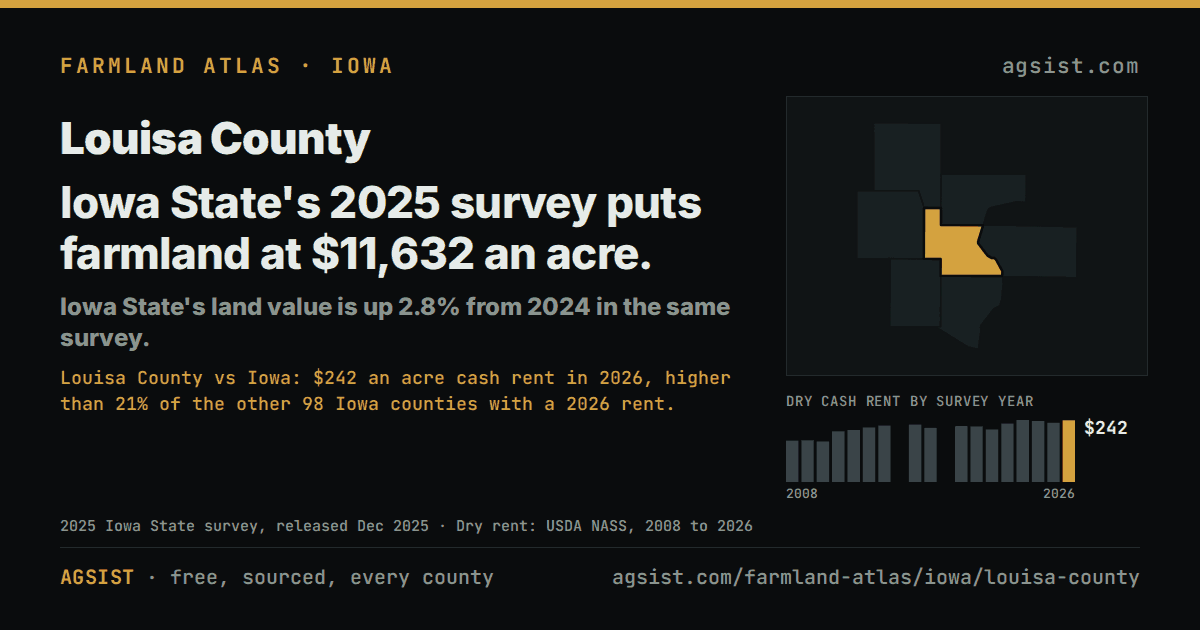 FARMLAND ATLAS · IOWA
agsist.com
Louisa County
Iowa State's 2025 survey puts
farmland at $11,632 an acre.
Iowa State's land value is up 2.8% from 2024 in the same
survey.
Louisa County vs Iowa: $242 an acre cash rent in 2026, higher
than 21% of the other 98 Iowa counties with a 2026 rent.
DRY CASH RENT BY SURVEY YEAR
$242
2008
2026
2025 Iowa State survey, released Dec 2025 · Dry rent: USDA NASS, 2008 to 2026
AGSIST · free, sourced, every county
agsist.com/farmland-atlas/iowa/louisa-county